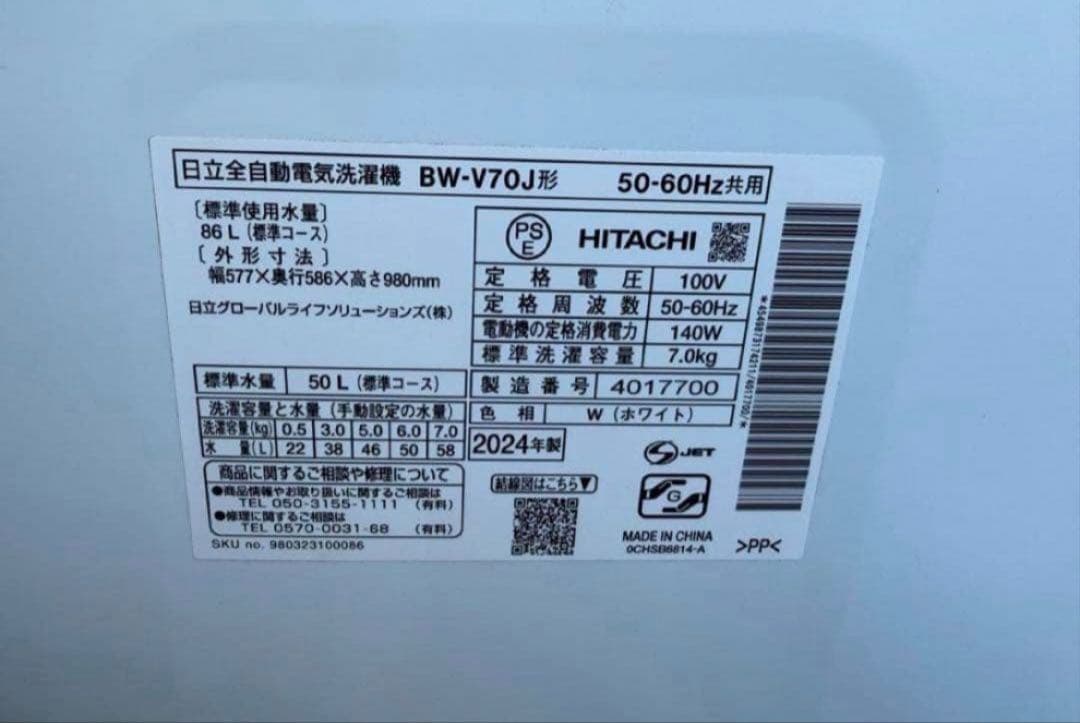 日立全自動電気洗濯機 BW-V70J形 50-60Hz共用
〔標準使用水量〕
86 L (標準コース)
〔外形寸法〕
幅577×奥行586×高さ980mm
日立グローバルライフソリューションズ(株)
PS
E
HITACHI
定格電圧 100V
定格周波数 50-60Hz
電動機の定格消費電力 140W
標準洗濯容量 7.0kg
製造番号 4017700
色相 W (ホワイト)
標準水量 50 L (標準コース)
洗濯容量と水量 (手動設定の水量)
洗濯容量(kg) 0.5 3.0 5.0 6.0 7.0
水量(L) 22 38 46 50 58
2024年製
JET
商品に関するご相談や修理について
●商品情報やお取り扱いに関するご相談は
TEL 050-3155-1111 (有料)
●修理に関するご相談は
TEL 0570-0031-68 (有料)
SKU no. 980323100086
結線図はこちら▼
G
MADE IN CHINA
0CHSB6814-A
>PP<
*4549873174211/4017700/*